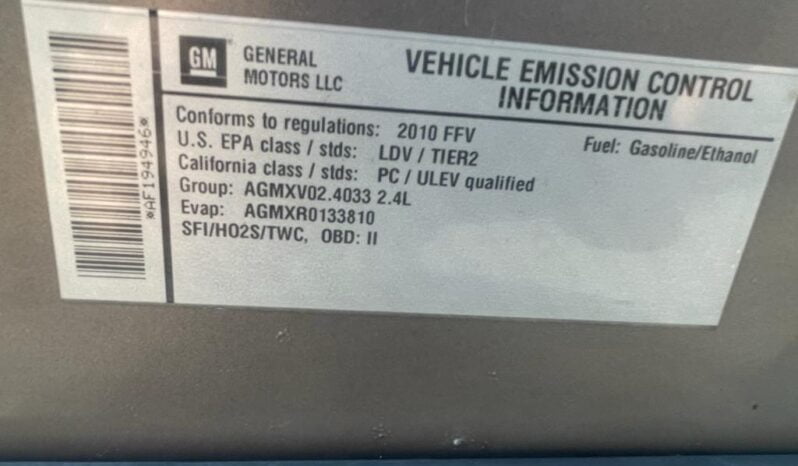 *AF194946*
GM
GENERAL
MOTORS LLC
VEHICLE EMISSION CONTROL
INFORMATION
Conforms to regulations: 2010 FFV
Fuel: Gasoline/Ethanol
U.S. EPA class / stds: LDV / TIER2
California class / stds: PC / ULEV qualified
Group: AGMXV02.4033 2.4L
Evap: AGMXR0133810
SFI/HO2S/TWC, OBD: II